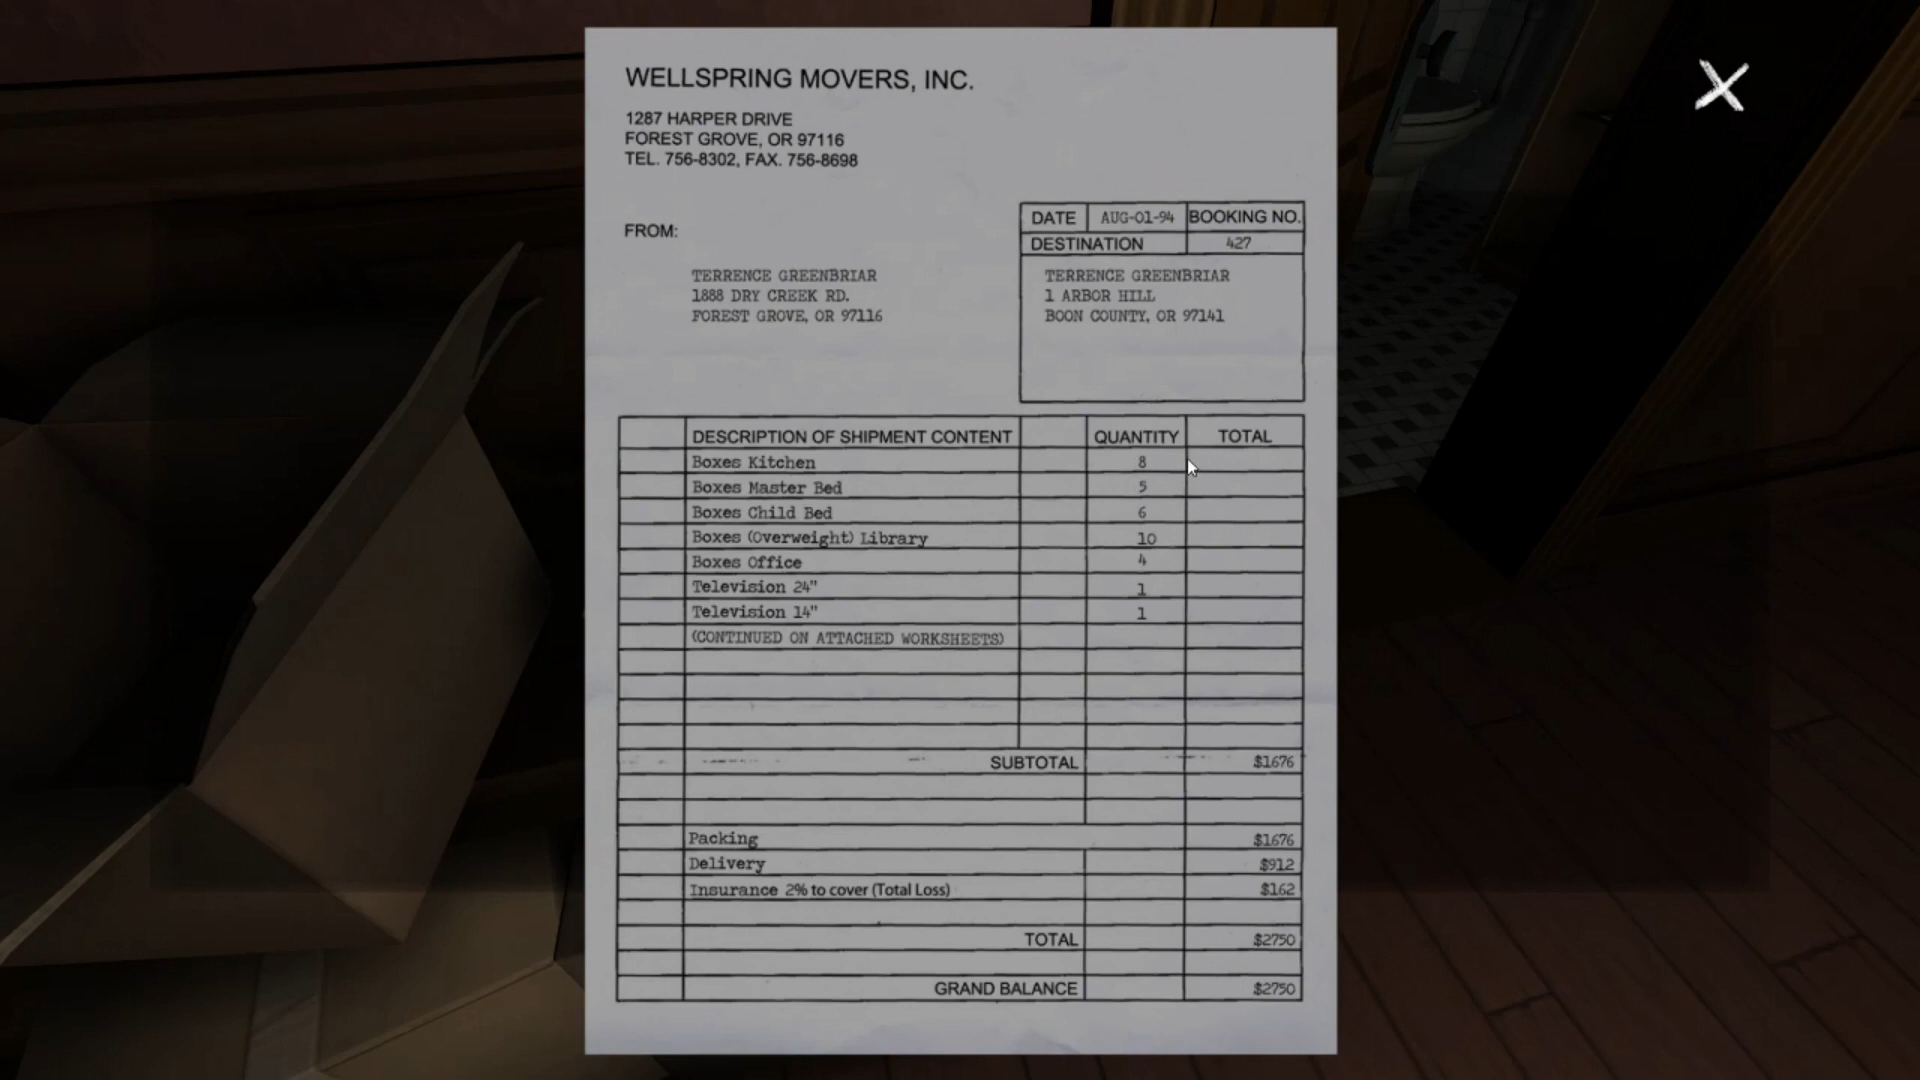 WELLSPRING MOVERS, INC.
1287 HARPER DRIVE
FOREST GROVE, OR 97116
TEL. 756-8302, FAX. 756-8698
FROM:
TERRENCE GREENBRIAR
1888 DRY CREEK RD.
FOREST GROVE, OR 97116
DATE AUG-01-94 BOOKING NO.
DESTINATION 427
TERRENCE GREENBRIAR
1 ARBOR HILL
BOON COUNTY, OR 97141
DESCRIPTION OF SHIPMENT CONTENT QUANTITY TOTAL
Boxes Kitchen 8
Boxes Master Bed 5
Boxes Child Bed 6
Boxes (Overweight) Library 10
Boxes Office 4
Television 24" 1
Television 14" 1
(CONTINUED ON ATTACHED WORKSHEETS)
SUBTOTAL $1676
Packing $1676
Delivery $912
Insurance 2% to cover (Total Loss) $162
TOTAL $2750
GRAND BALANCE $2750